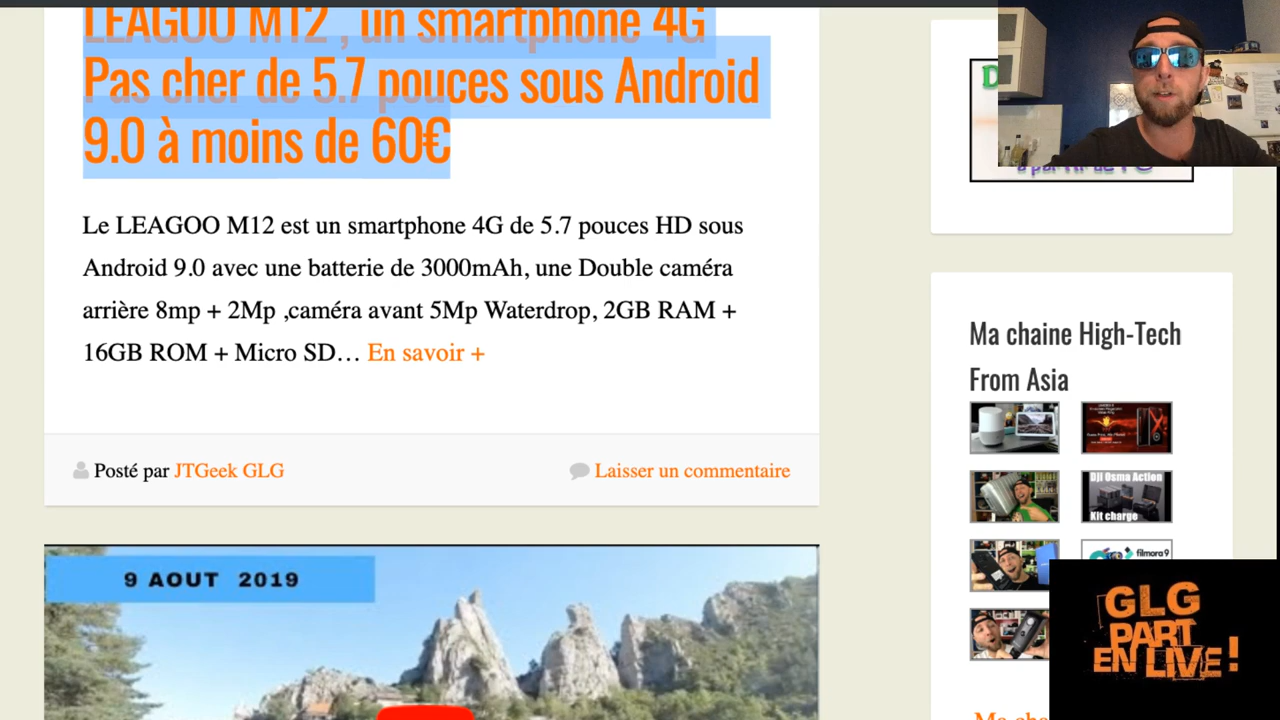 LEAGOO M12 , un smartphone 4G
Pas cher de 5.7 pouces sous Android
9.0 à moins de 60€
Le LEAGOO M12 est un smartphone 4G de 5.7 pouces HD sous
Android 9.0 avec une batterie de 3000mAh, une Double caméra
arrière 8mp + 2Mp ,caméra avant 5Mp Waterdrop, 2GB RAM +
16GB ROM + Micro SD… En savoir +
Posté par JTGeek GLG
Laisser un commentaire
9 AOUT 2019
Ma chaine High-Tech
From Asia
DJI Osma Action
Kit charge
filmora9
GLG
PART
EN LIVE !